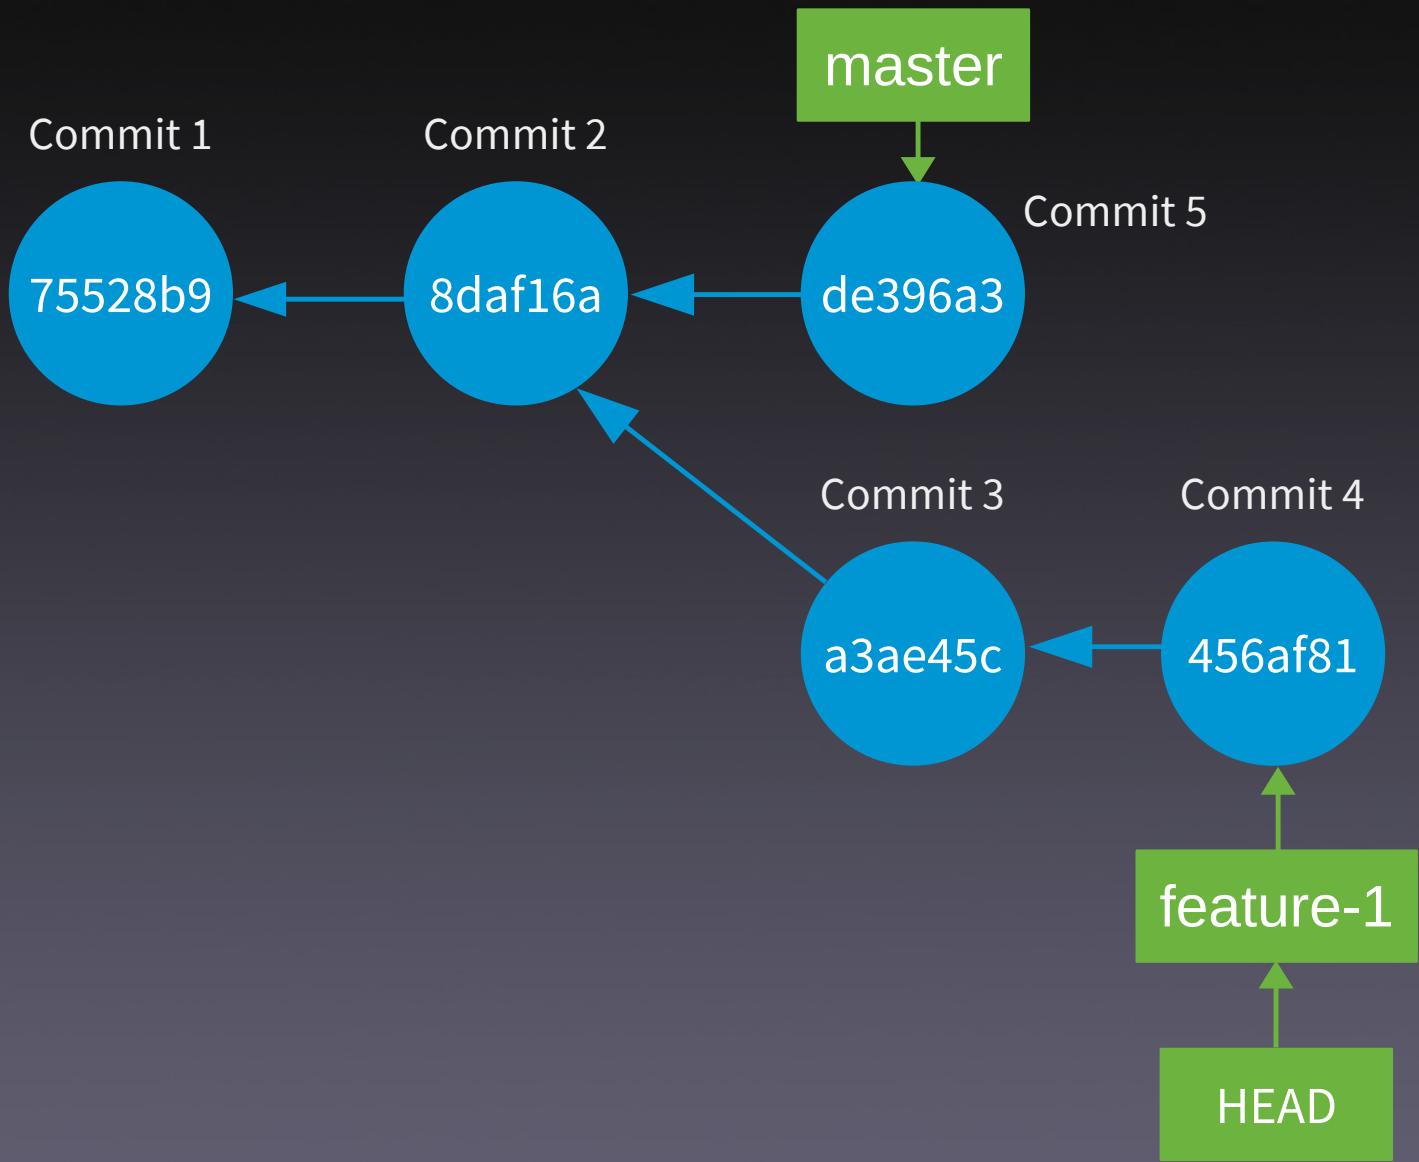 master
Commit 1
Commit 2
Commit 5
75528b9
8daf16a
de396a3
Commit 3
Commit 4
a3ae45c
456af81
feature-1
HEAD